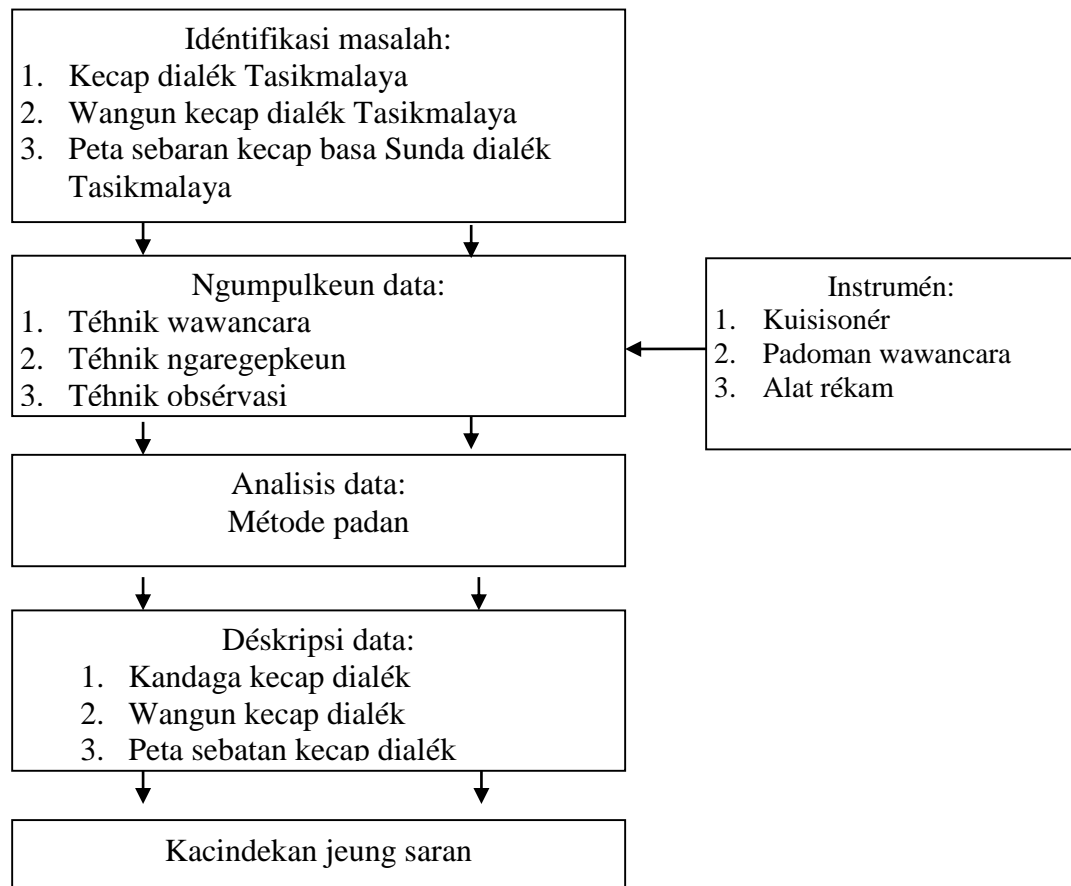 Idéntifikasi masalah:
1. Kecap dialék Tasikmalaya
2. Wangun kecap dialék Tasikmalaya
3. Peta sebaran kecap basa Sunda dialék
Tasikmalaya
Ngumpulkeun data:
1. Téhnik wawancara
2. Téhnik ngaregepkeun
3. Téhnik obsérvasi
Instrumén:
1. Kuisisonér
2. Padoman wawancara
3. Alat rékam
Analisis data:
Métode padan
Déskripsi data:
1. Kandaga kecap dialék
2. Wangun kecap dialék
3. Peta sebatan kecap dialék
Kacindekan jeung saran